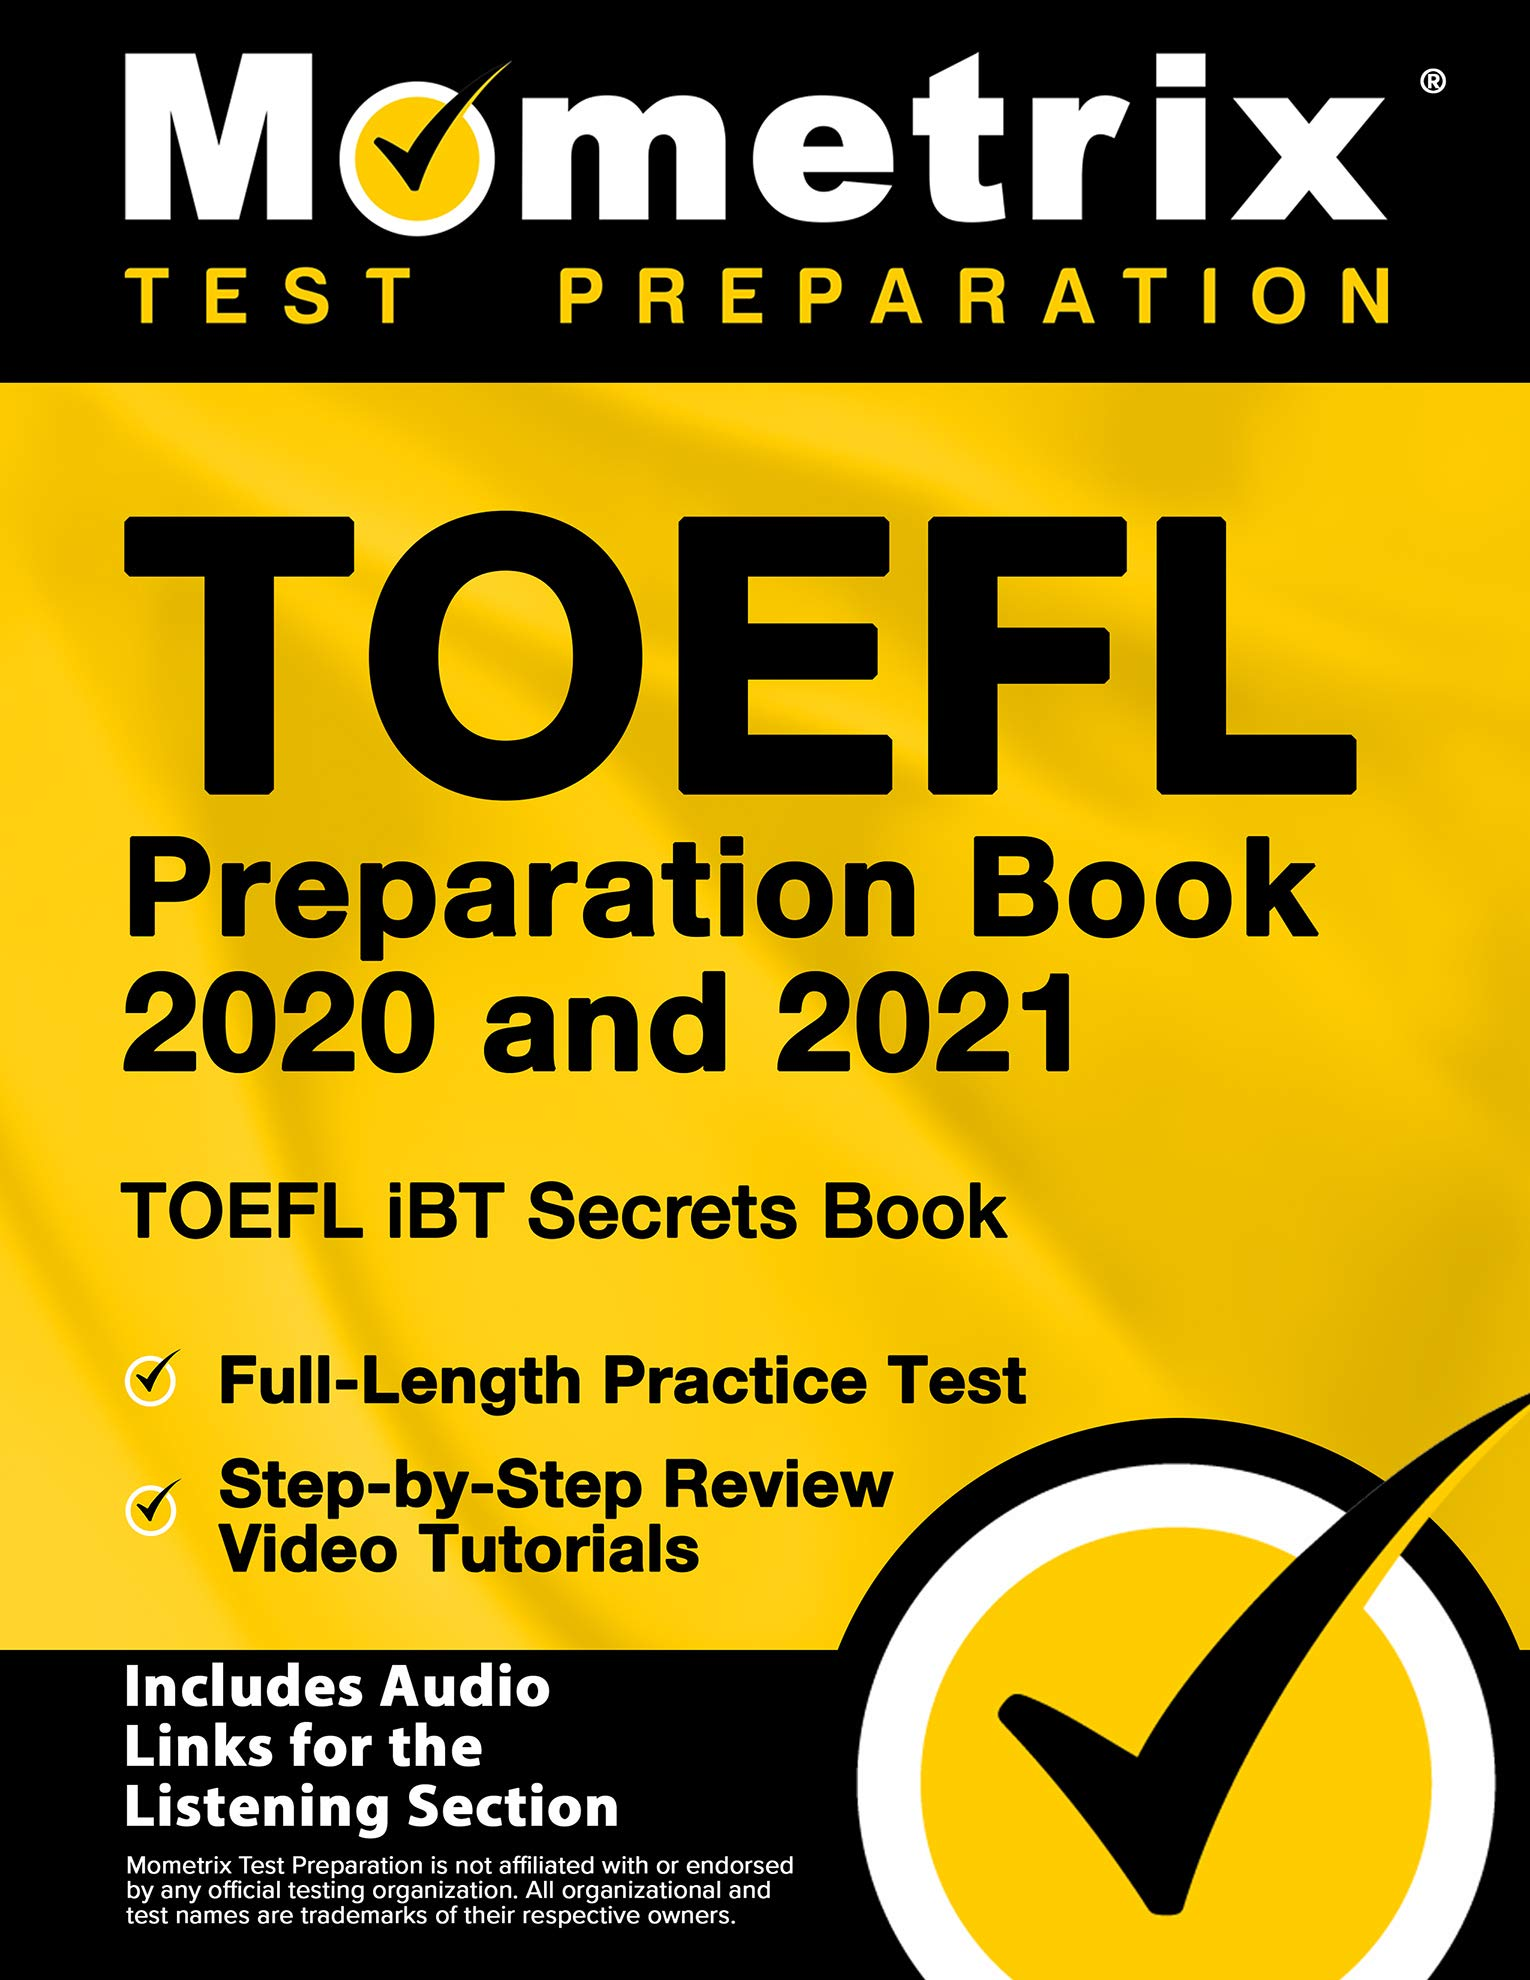 Mometrix®
TEST PREPARATION
TOEFL
Preparation Book
2020 and 2021
TOEFL iBT Secrets Book
Full-Length Practice Test
Step-by-Step Review
Video Tutorials
Includes Audio
Links for the
Listening Section
Mometrix Test Preparation is not affiliated with or endorsed
by any official testing organization. All organizational and
test names are trademarks of their respective owners.